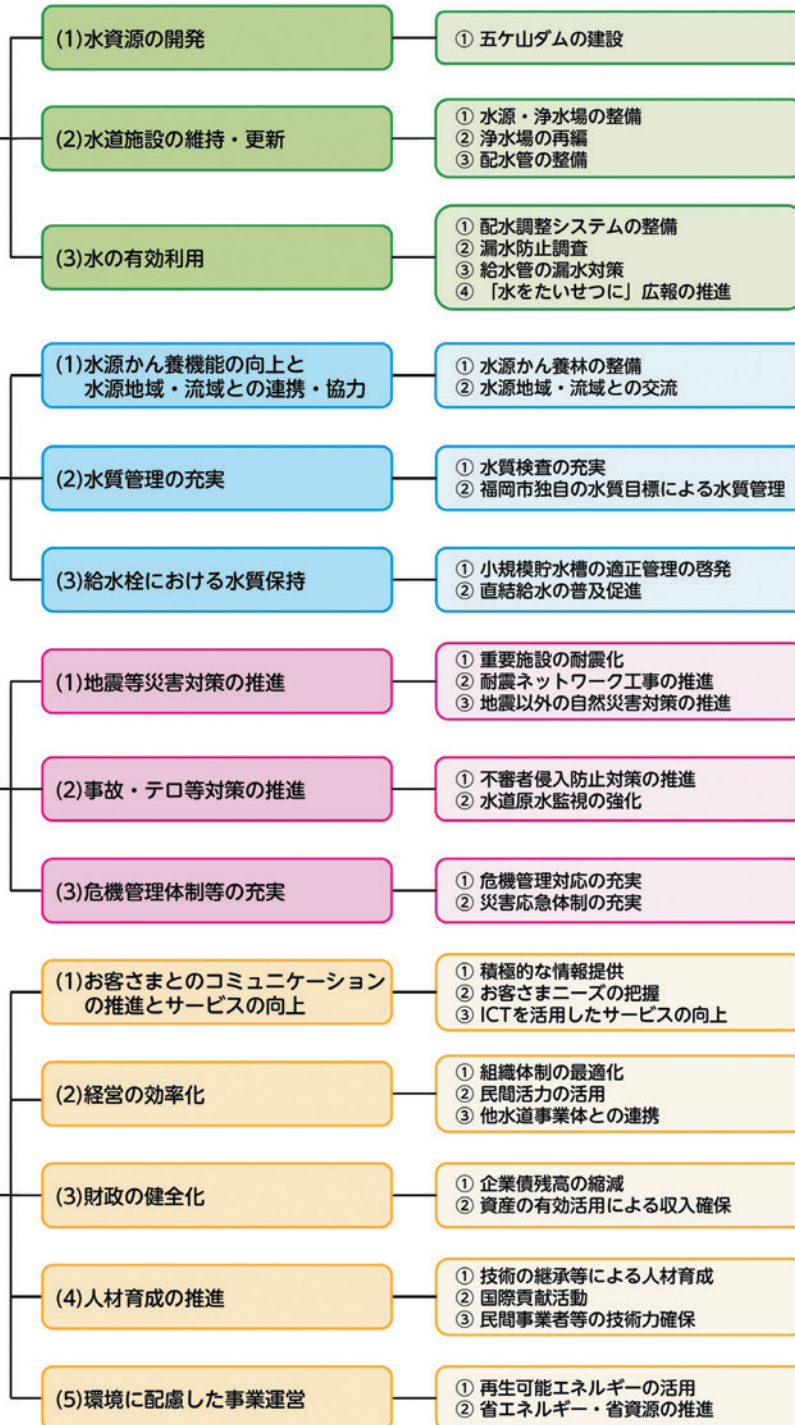 (1)水資源の開発
① 五ケ山ダムの建設
(2)水道施設の維持・更新
① 水源・浄水場の整備
② 浄水場の再編
③ 配水管の整備
(3)水の有効利用
① 配水調整システムの整備
② 漏水防止調査
③ 給水管の漏水対策
④ 「水をたいせつに」広報の推進
(1)水源かん養機能の向上と
水源地域・流域との連携・協力
① 水源かん養林の整備
② 水源地域・流域との交流
(2)水質管理の充実
① 水質検査の充実
② 福岡市独自の水質目標による水質管理
(3)給水栓における水質保持
① 小規模貯水槽の適正管理の啓発
② 直結給水の普及促進
(1)地震等災害対策の推進
① 重要施設の耐震化
② 耐震ネットワーク工事の推進
③ 地震以外の自然災害対策の推進
(2)事故・テロ等対策の推進
① 不審者侵入防止対策の推進
② 水道原水監視の強化
(3)危機管理体制等の充実
① 危機管理対応の充実
② 災害応急体制の充実
(1)お客さまとのコミュニケーション
の推進とサービスの向上
① 積極的な情報提供
② お客さまニーズの把握
③ ICTを活用したサービスの向上
(2)経営の効率化
① 組織体制の最適化
② 民間活力の活用
③ 他水道事業体との連携
(3)財政の健全化
① 企業債残高の縮減
② 資産の有効活用による収入確保
(4)人材育成の推進
① 技術の継承等による人材育成
② 国際貢献活動
③ 民間事業者等の技術力確保
(5)環境に配慮した事業運営
① 再生可能エネルギーの活用
② 省エネルギー・省資源の推進